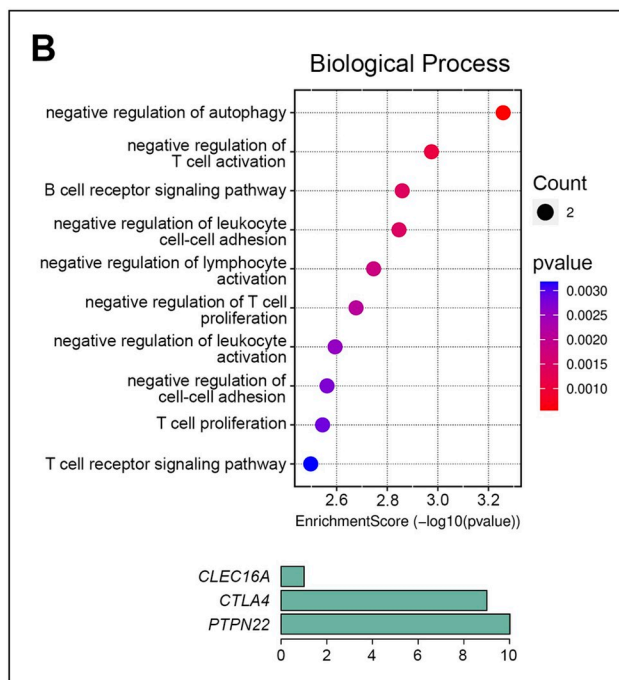 B
Biological Process
negative regulation of autophagy
negative regulation of
T cell activation
B cell receptor signaling pathway
negative regulation of leukocyte
cell-cell adhesion
negative regulation of lymphocyte
activation
negative regulation of T cell
proliferation
negative regulation of leukocyte
activation
negative regulation of
cell-cell adhesion
T cell proliferation
T cell receptor signaling pathway
2.6 2.8 3.0 3.2
EnrichmentScore (−log10(pvalue))
Count
2
pvalue
0.0030
0.0025
0.0020
0.0015
0.0010
CLEC16A
CTLA4
PTPN22
0 2 4 6 8 10